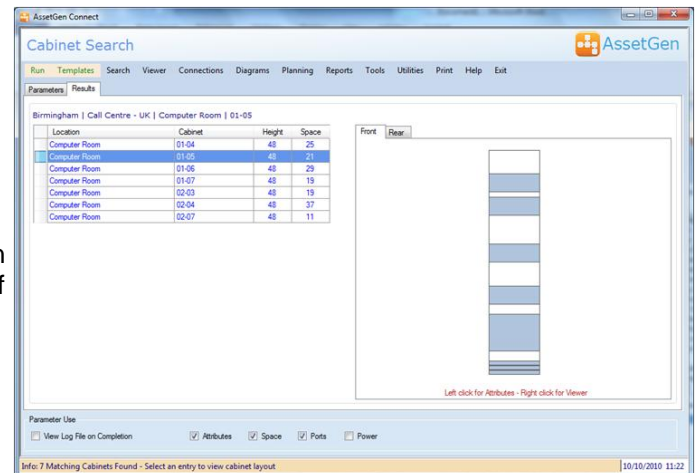 AssetGen Connect
Cabinet Search
AssetGen
Run Templates Search Viewer Connections Diagrams Planning Reports Tools Utilities Print Help Exit
Parameters Results
Birmingham | Call Centre - UK | Computer Room | 01-05
Location Cabinet Height Space
Computer Room 01-04 48 25
Computer Room 01-05 48 21
Computer Room 01-06 48 29
Computer Room 01-07 48 19
Computer Room 02-03 48 19
Computer Room 02-04 48 37
Computer Room 02-07 48 11
Front Rear
Left click for Attributes - Right click for Viewer
Parameter Use
View Log File on Completion Attributes Space Ports Power
Info: 7 Matching Cabinets Found - Select an entry to view cabinet layout
10/10/2010 11:22